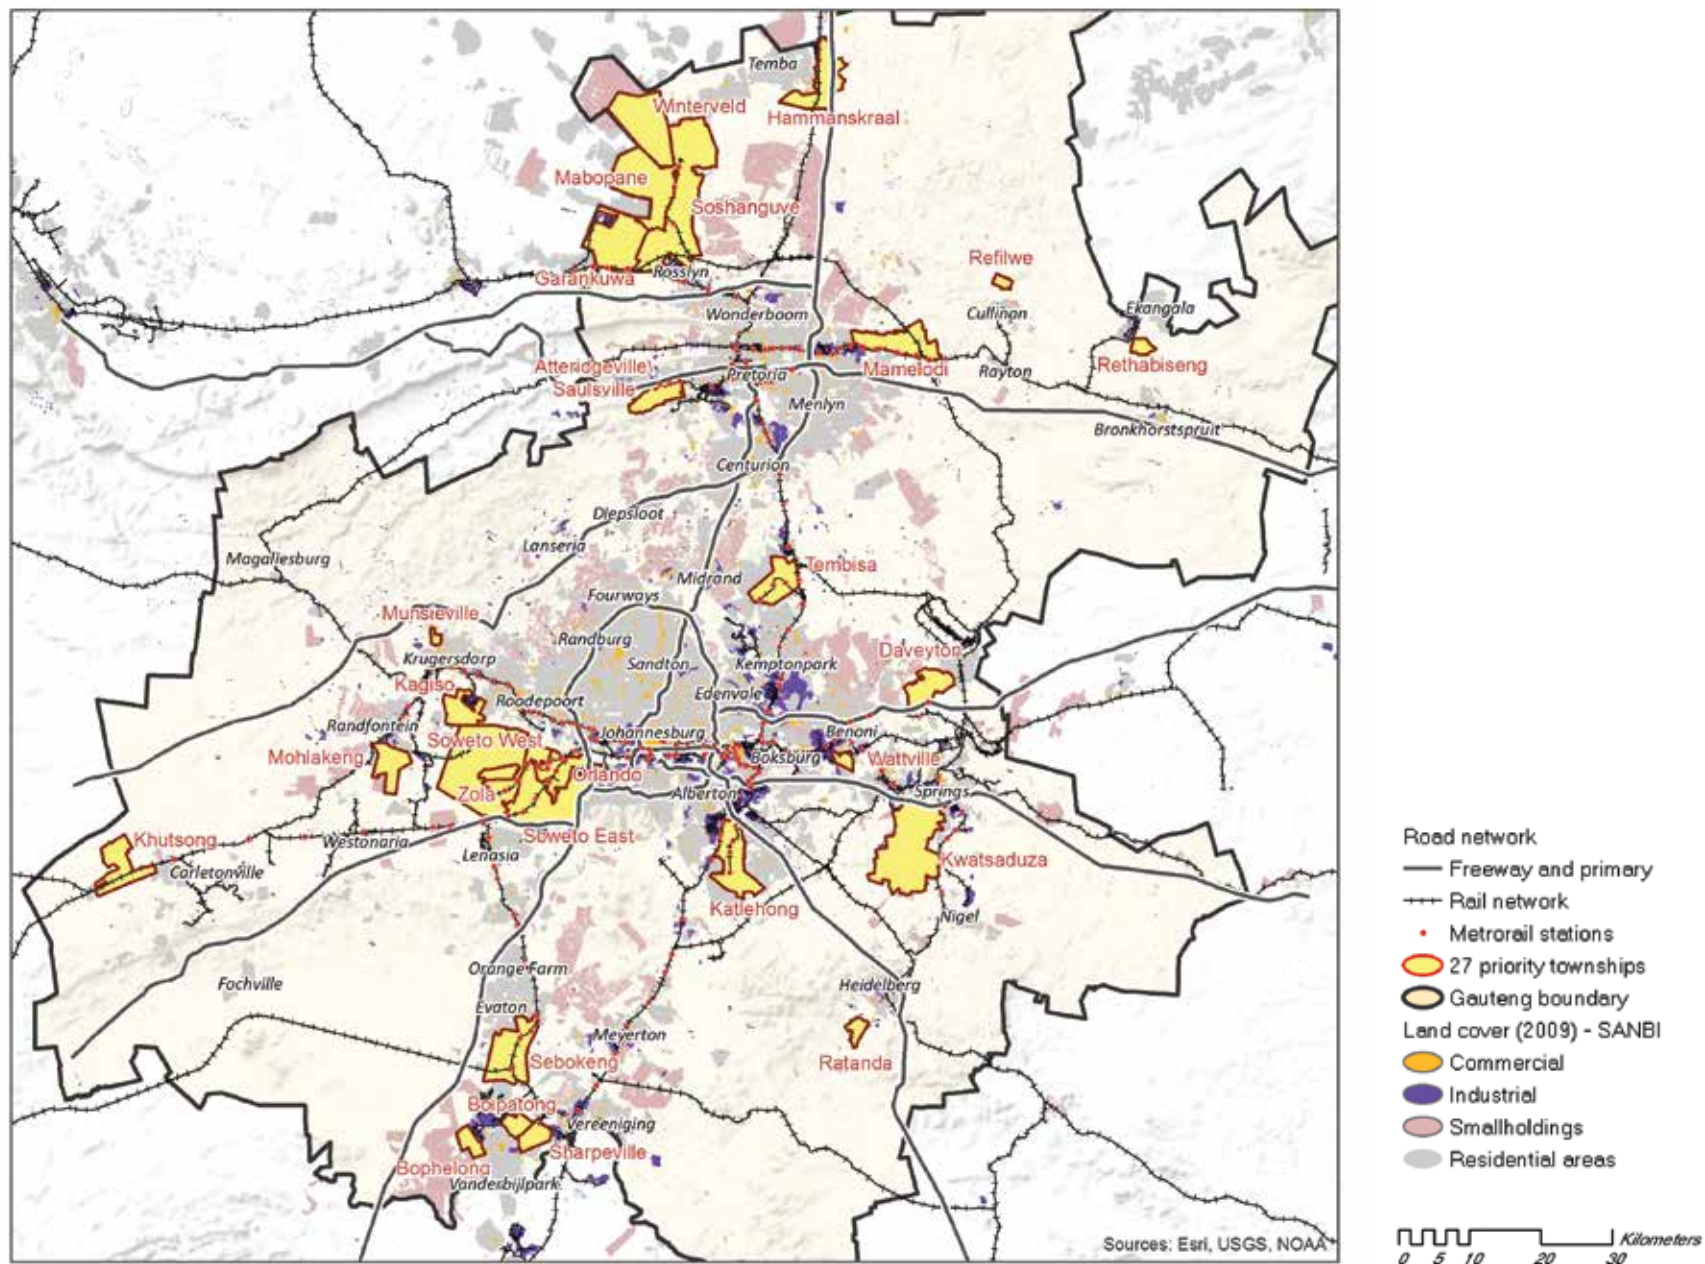 Temba
Winterveld
Hammanskraal
Mabopane
Soshanguve
Refilwe
Garankuwa
Rosslyn
Wonderboom
Cullinan
Ekangala
Atteridgeville\
Saulsville
Pretoria
Mamelodi
Rayton
Rethabiseng
Menlyn
Bronkhorstspruit
Centurion
Diepsloot
Lanseria
Magaliesburg
Midrand
Tembisa
Fourways
Munsieville
Randburg
Krugersdorp
Sandton
Kemptonpark
Daveyton
Kagiso
Roodepoort
Edenvale
Randfontein
Soweto West
Johannesburg
Benoni
Mohlakeng
Orlando
Boksburg
Wattville
Zola
Alberton
Springs
Khutsong
Westonaria
Soweto East
Lenasia
Carletonville
Kwatsaduza
Katlehong
Nigel
Orange Farm
Fochville
Heidelberg
Evaton
Meyerton
Sebokeng
Ratanda
Boipatong
Vereeniging
Sharpeville
Bophelong
Vanderbijlpark
Sources: Esri, USGS, NOAA
Road network
Freeway and primary
Rail network
Metrorail stations
27 priority townships
Gauteng boundary
Land cover (2009) - SANBI
Commercial
Industrial
Smallholdings
Residential areas
Kilometers
0 5 10 20 30